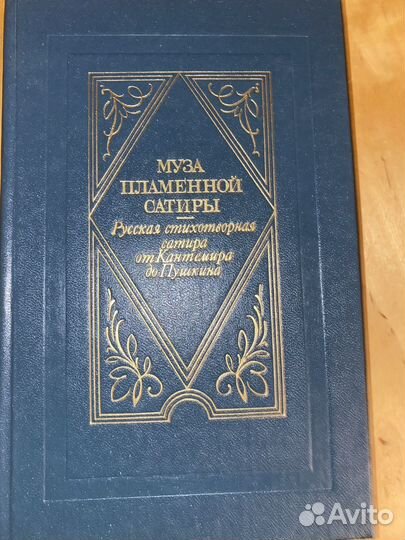 МУЗА
ПЛАМЕННОЙ
САТИРЫ
Русская стихотворная
сатира
от Кантемира
до Пушкина
Avito